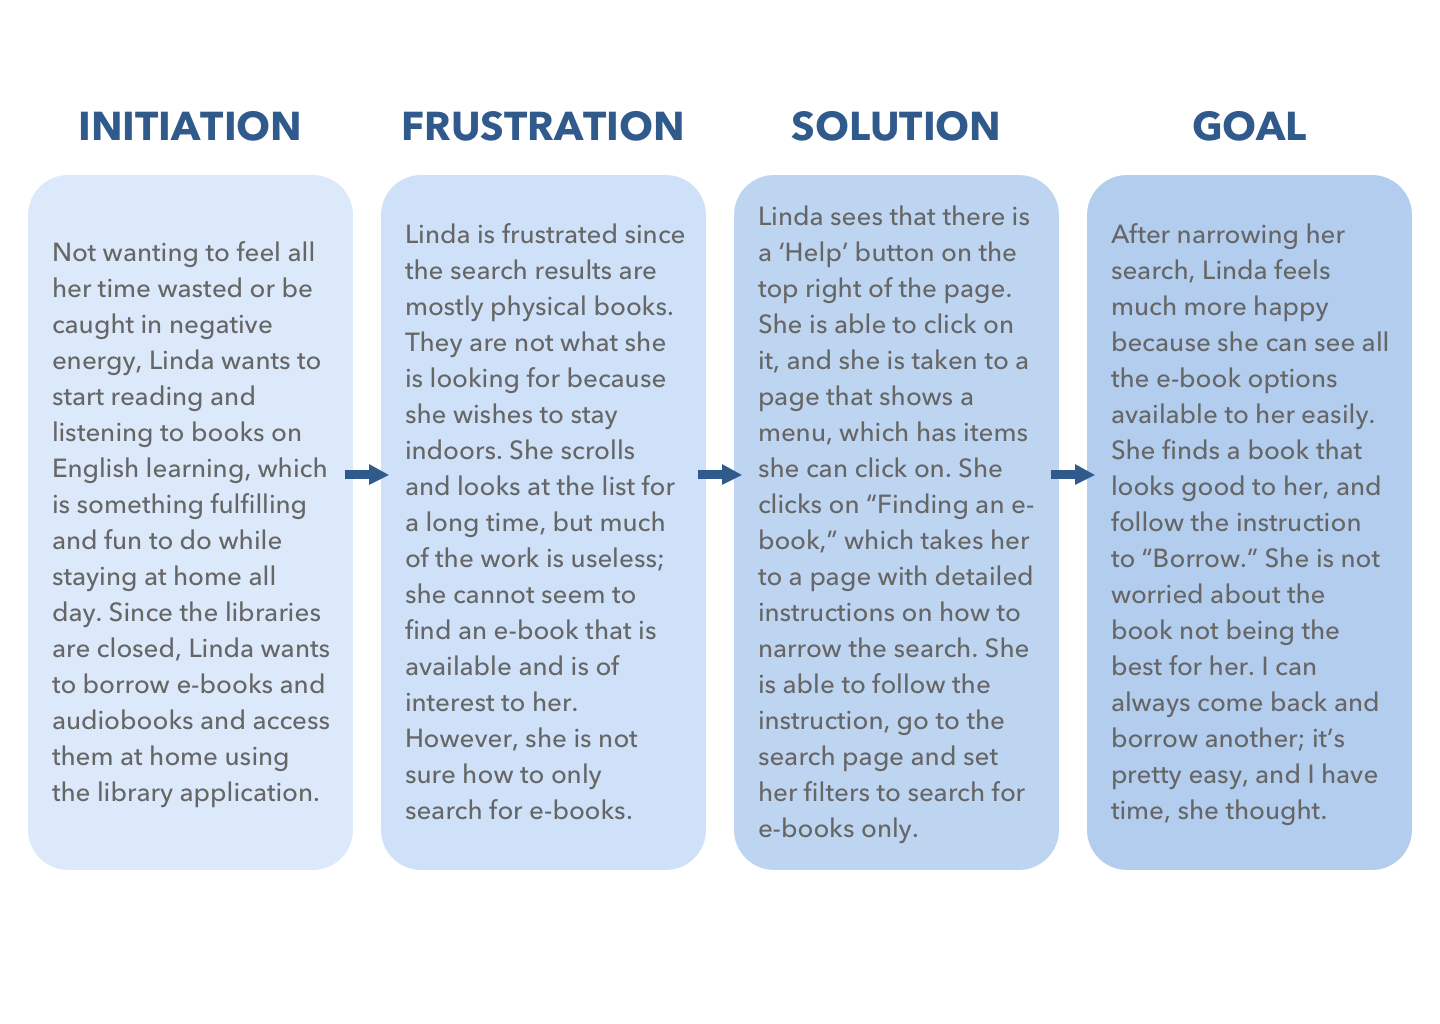 INITIATION
Not wanting to feel all
her time wasted or be
caught in negative
energy, Linda wants to
start reading and
listening to books on
English learning, which
is something fulfilling
and fun to do while
staying at home all
day. Since the libraries
are closed, Linda wants
to borrow e-books and
audiobooks and access
them at home using
the library application.
FRUSTRATION
Linda is frustrated since
the search results are
mostly physical books.
They are not what she
is looking for because
she wishes to stay
indoors. She scrolls
and looks at the list for
a long time, but much
of the work is useless;
she cannot seem to
find an e-book that is
available and is of
interest to her.
However, she is not
sure how to only
search for e-books.
SOLUTION
Linda sees that there is
a ‘Help’ button on the
top right of the page.
She is able to click on
it, and she is taken to a
page that shows a
menu, which has items
she can click on. She
clicks on “Finding an e-
book,” which takes her
to a page with detailed
instructions on how to
narrow the search. She
is able to follow the
instruction, go to the
search page and set
her filters to search for
e-books only.
GOAL
After narrowing her
search, Linda feels
much more happy
because she can see all
the e-book options
available to her easily.
She finds a book that
looks good to her, and
follow the instruction
to “Borrow.” She is not
worried about the
book not being the
best for her. I can
always come back and
borrow another; it’s
pretty easy, and I have
time, she thought.